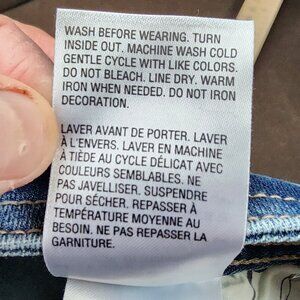 WASH BEFORE WEARING. TURN
INSIDE OUT. MACHINE WASH COLD
GENTLE CYCLE WITH LIKE COLORS.
DO NOT BLEACH. LINE DRY. WARM
IRON WHEN NEEDED. DO NOT IRON
DECORATION.
LAVER AVANT DE PORTER. LAVER
À L'ENVERS. LAVER EN MACHINE
À TIÈDE AU CYCLE DÉLICAT AVEC
COULEURS SEMBLABLES. NE
PAS JAVELLISER. SUSPENDRE
POUR SÉCHER. REPASSER À
TEMPÉRATURE MOYENNE AU
BESOIN. NE PAS REPASSER LA
GARNITURE.